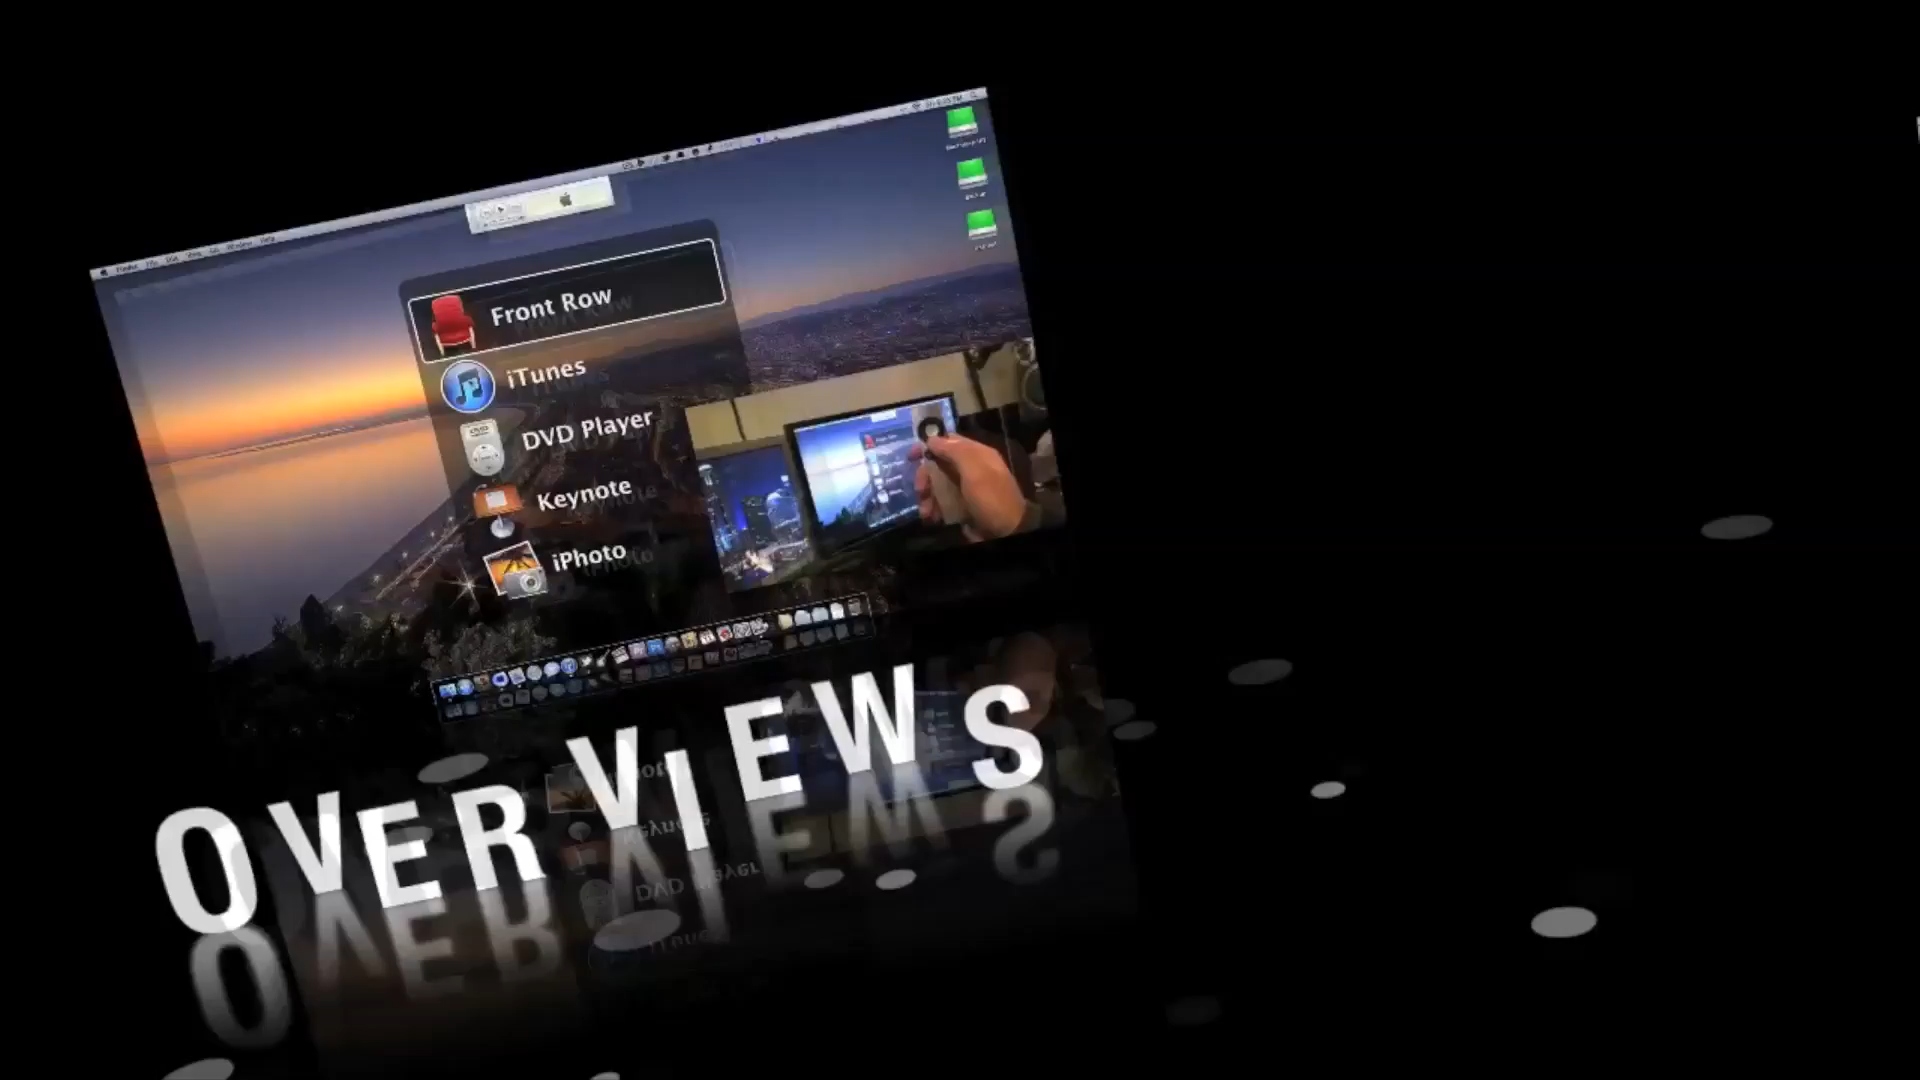 Front Row
iTunes
DVD Player
Keynote
iPhoto
OVERVIEWS